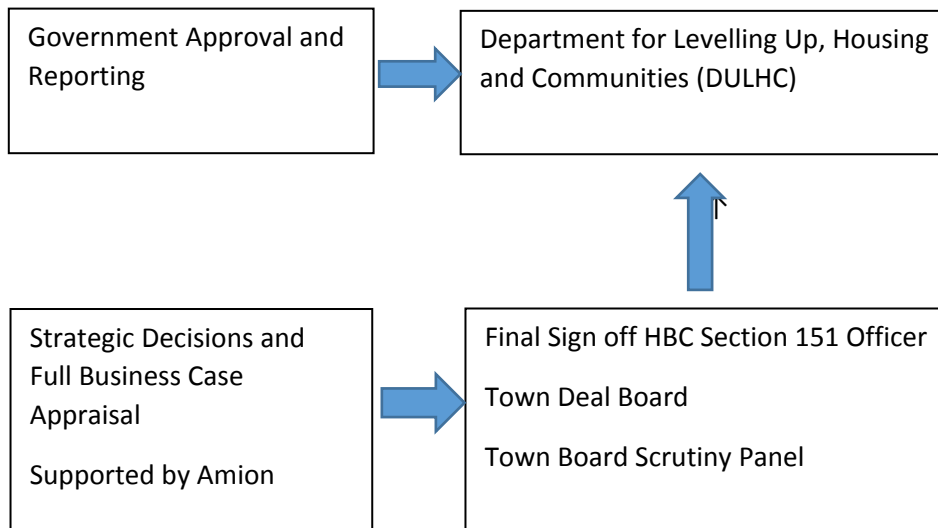 Government Approval and
Reporting
Department for Levelling Up, Housing
and Communities (DULHC)
Strategic Decisions and
Full Business Case
Appraisal
Supported by Amion
Final Sign off HBC Section 151 Officer
Town Deal Board
Town Board Scrutiny Panel